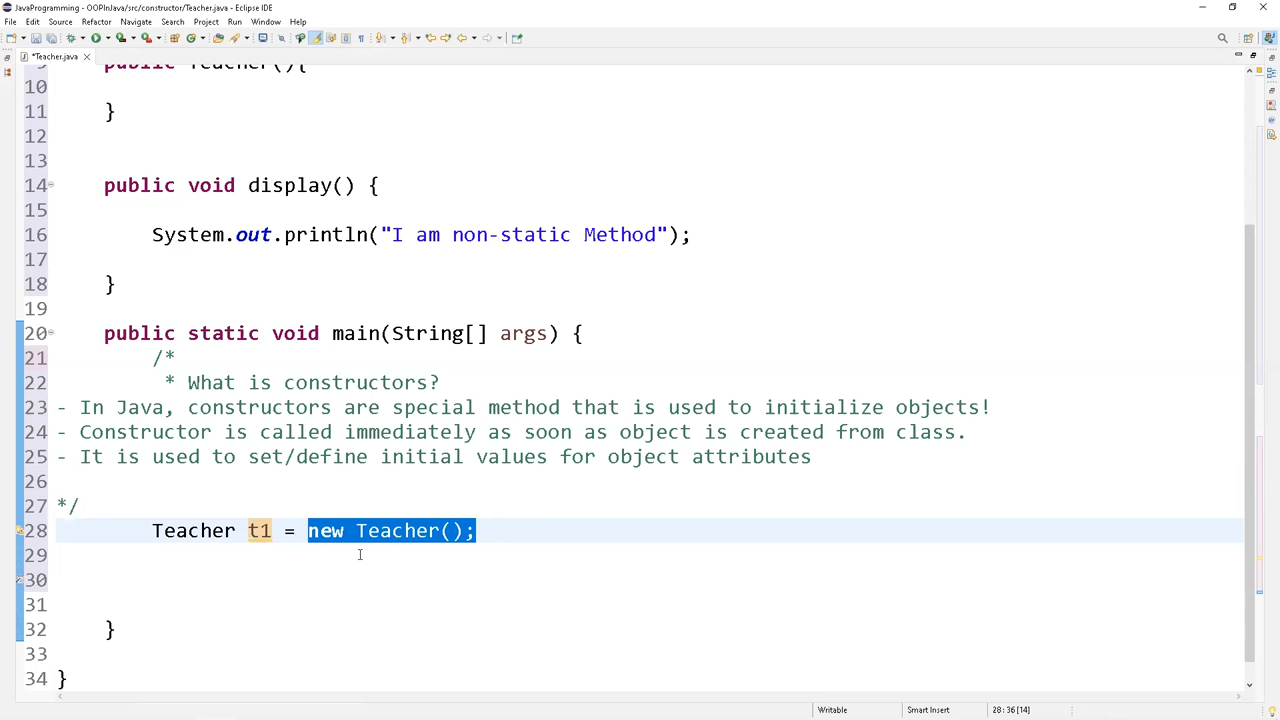 JavaProgramming - OOPInJava/src/constructor/Teacher.java - Eclipse IDE
File Edit Source Refactor Navigate Search Project Run Window Help
*Teacher.java
9 public Teacher(){
10
11 }
12
13
14 public void display() {
15
16 System.out.println("I am non-static Method");
17
18 }
19
20 public static void main(String[] args) {
21 /*
22 * What is constructors?
23 - In Java, constructors are special method that is used to initialize objects!
24 - Constructor is called immediately as soon as object is created from class.
25 - It is used to set/define initial values for object attributes
26
27 */
28 Teacher t1 = new Teacher();
29
30
31
32 }
33
34 }
Writable Smart Insert 28 : 36 [14]